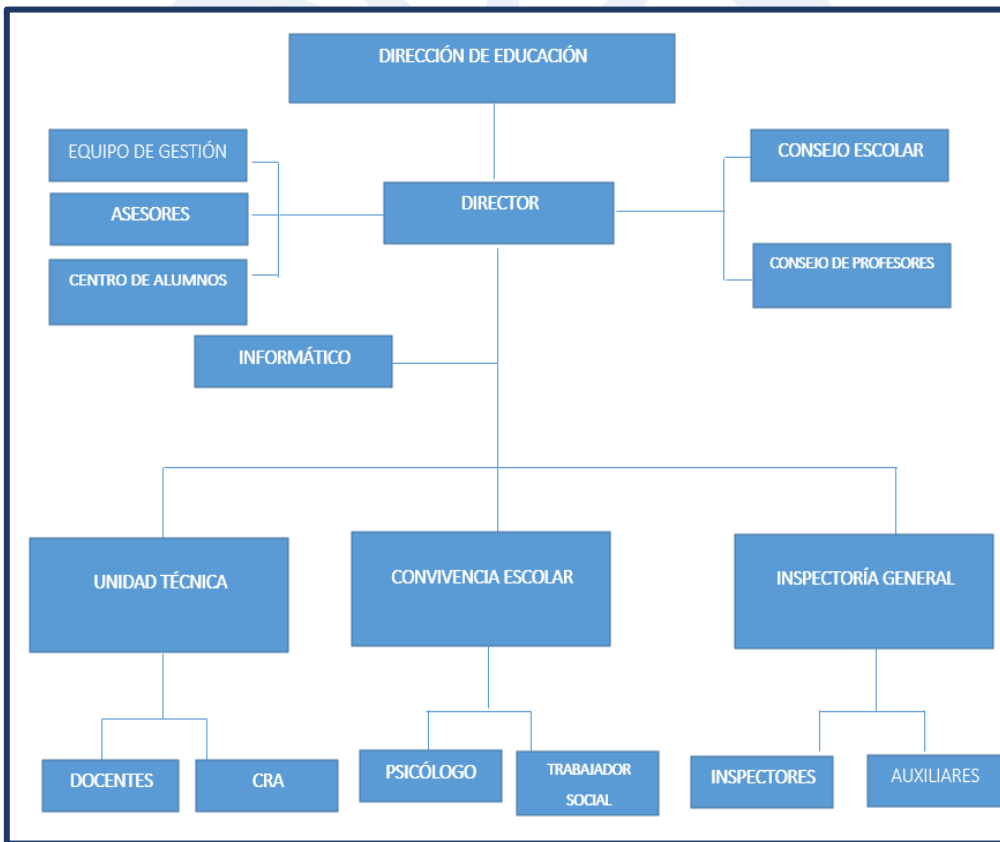 DIRECCIÓN DE EDUCACIÓN
EQUIPO DE GESTIÓN
CONSEJO ESCOLAR
DIRECTOR
ASESORES
CENTRO DE ALUMNOS
CONSEJO DE PROFESORES
INFORMÁTICO
UNIDAD TÉCNICA
CONVIVENCIA ESCOLAR
INSPECTORÍA GENERAL
DOCENTES
CRA
PSICÓLOGO
TRABAJADOR
SOCIAL
INSPECTORES
AUXILIARES